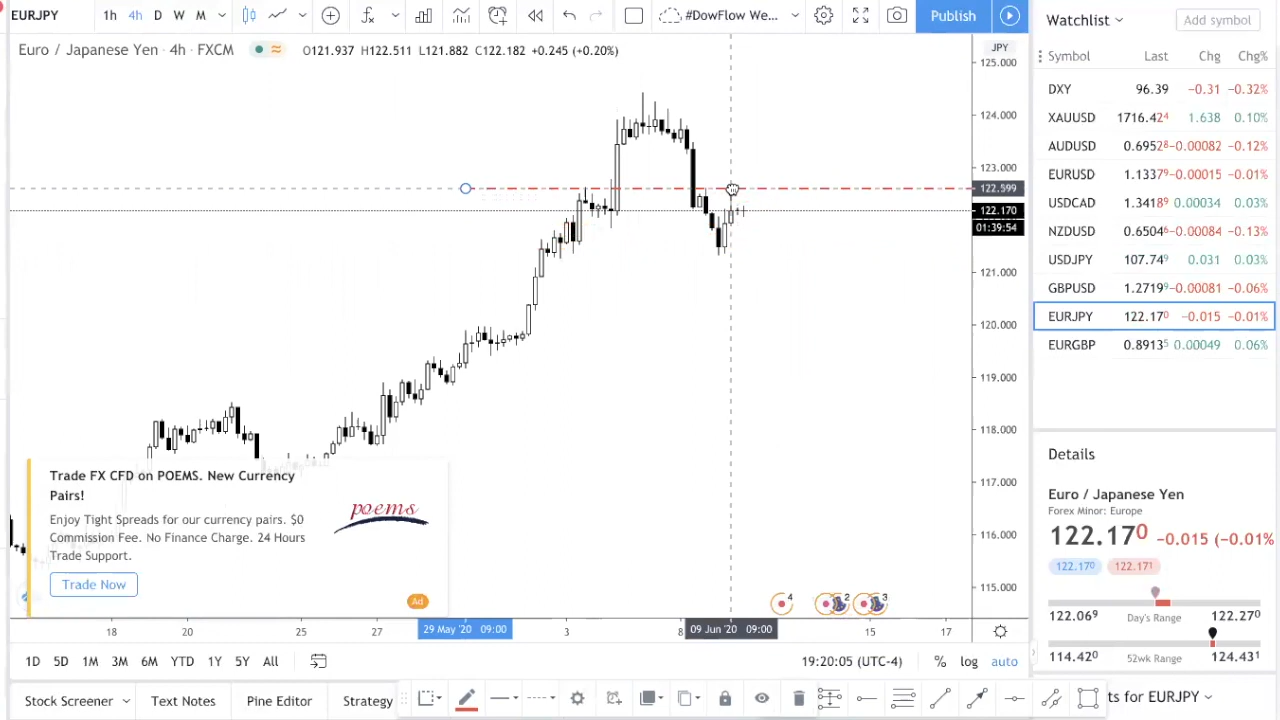 EURJPY 1h 4h D W M #DowFlow We... Publish
Watchlist Add symbol
Euro / Japanese Yen · 4h · FXCM O121.937 H122.511 L121.882 C122.182 +0.245 (+0.20%)
JPY
125.000
124.000
123.000
122.599
122.170
01:39:54
121.000
120.000
119.000
118.000
117.000
116.000
115.000
Symbol Last Chg Chg%
DXY 96.39 −0.31 −0.32%
XAUUSD 1716.424 1.638 0.10%
AUDUSD 0.69528 −0.00082 −0.12%
EURUSD 1.13379 −0.00015 −0.01%
USDCAD 1.34189 0.00034 0.03%
NZDUSD 0.65046 −0.00084 −0.13%
USDJPY 107.749 0.031 0.03%
GBPUSD 1.27199 −0.00081 −0.06%
EURJPY 122.170 −0.015 −0.01%
EURGBP 0.89135 0.00049 0.06%
Details
Euro / Japanese Yen
Forex Minor: Europe
122.170 −0.015 (−0.01%
122.170 122.171
122.069 Day's Range 122.270
114.420 52wk Range 124.431
Trade FX CFD on POEMS. New Currency
Pairs!
Enjoy Tight Spreads for our currency pairs. $0
Commission Fee. No Finance Charge. 24 Hours
Trade Support.
poems
Trade Now
Ad
4 2 3
18 20 25 27 29 May '20 09:00 3 8 09 Jun '20 09:00 15 17
1D 5D 1M 3M 6M YTD 1Y 5Y All 19:20:05 (UTC-4) % log auto
Stock Screener Text Notes Pine Editor Strategy ts for EURJPY